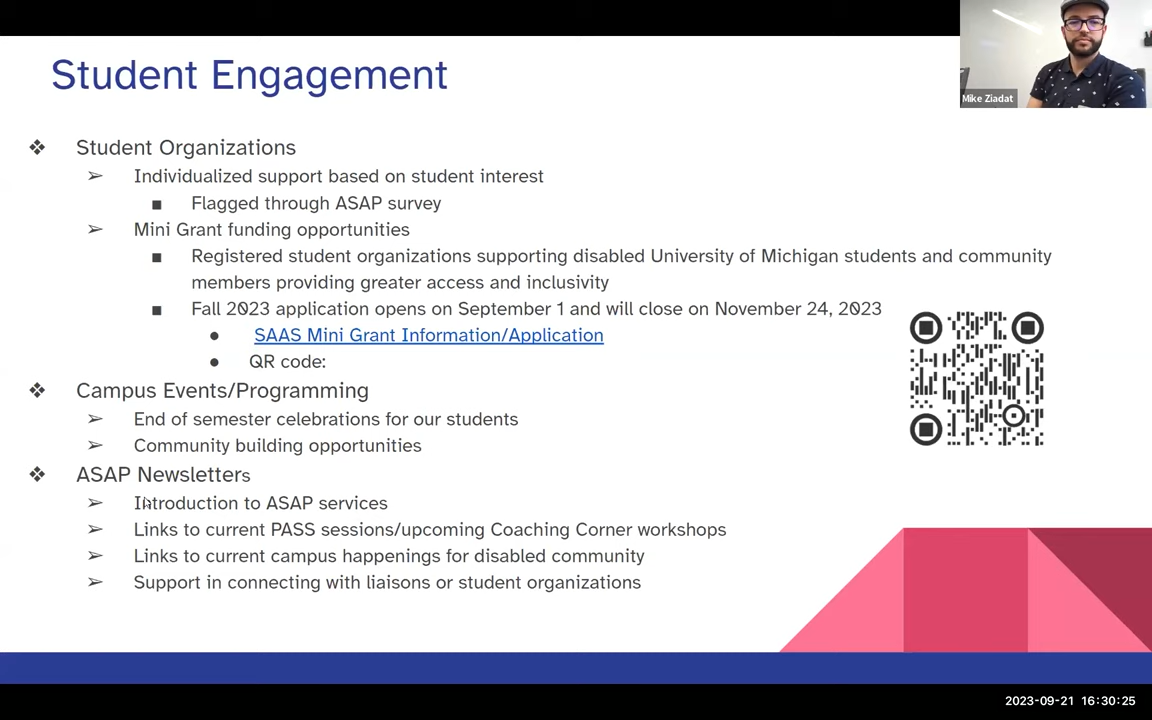 Student Engagement
Mike Ziadat
❖ Student Organizations
➢ Individualized support based on student interest
■ Flagged through ASAP survey
➢ Mini Grant funding opportunities
■ Registered student organizations supporting disabled University of Michigan students and community
members providing greater access and inclusivity
■ Fall 2023 application opens on September 1 and will close on November 24, 2023
● SAAS Mini Grant Information/Application
● QR code:
❖ Campus Events/Programming
➢ End of semester celebrations for our students
➢ Community building opportunities
❖ ASAP Newsletters
➢ Introduction to ASAP services
➢ Links to current PASS sessions/upcoming Coaching Corner workshops
➢ Links to current campus happenings for disabled community
➢ Support in connecting with liaisons or student organizations
2023-09-21 16:30:25